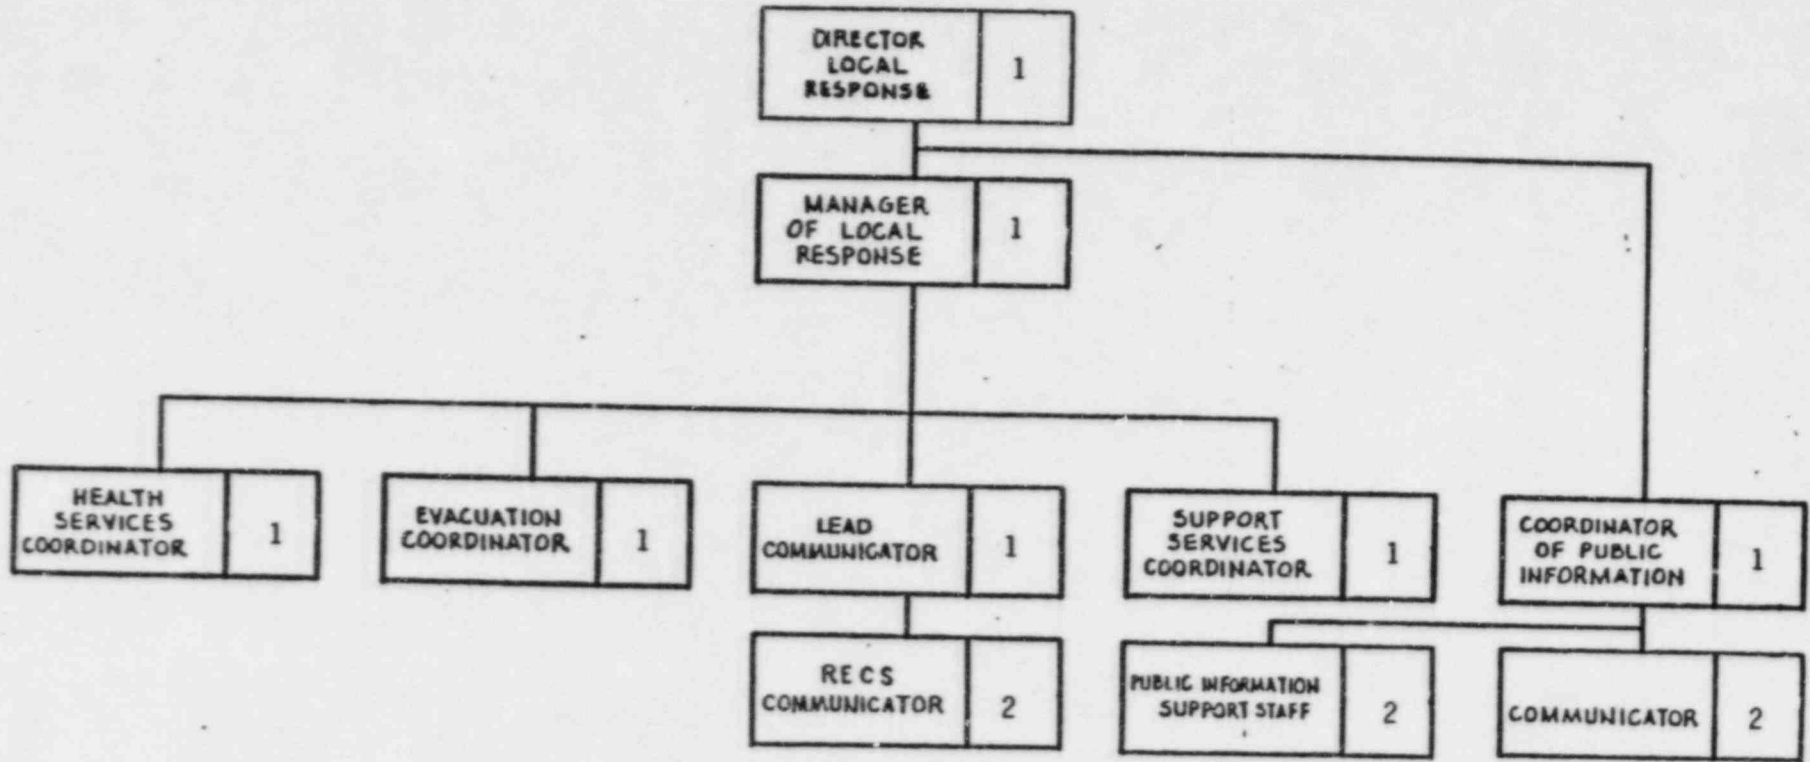 DIRECTOR
LOCAL
RESPONSE
1
MANAGER
OF LOCAL
RESPONSE
1
HEALTH
SERVICES
COORDINATOR
1
EVACUATION
COORDINATOR
1
LEAD
COMMUNICATOR
1
SUPPORT
SERVICES
COORDINATOR
1
COORDINATOR
OF PUBLIC
INFORMATION
1
RECS
COMMUNICATOR
2
PUBLIC INFORMATION
SUPPORT STAFF
2
COMMUNICATOR
2